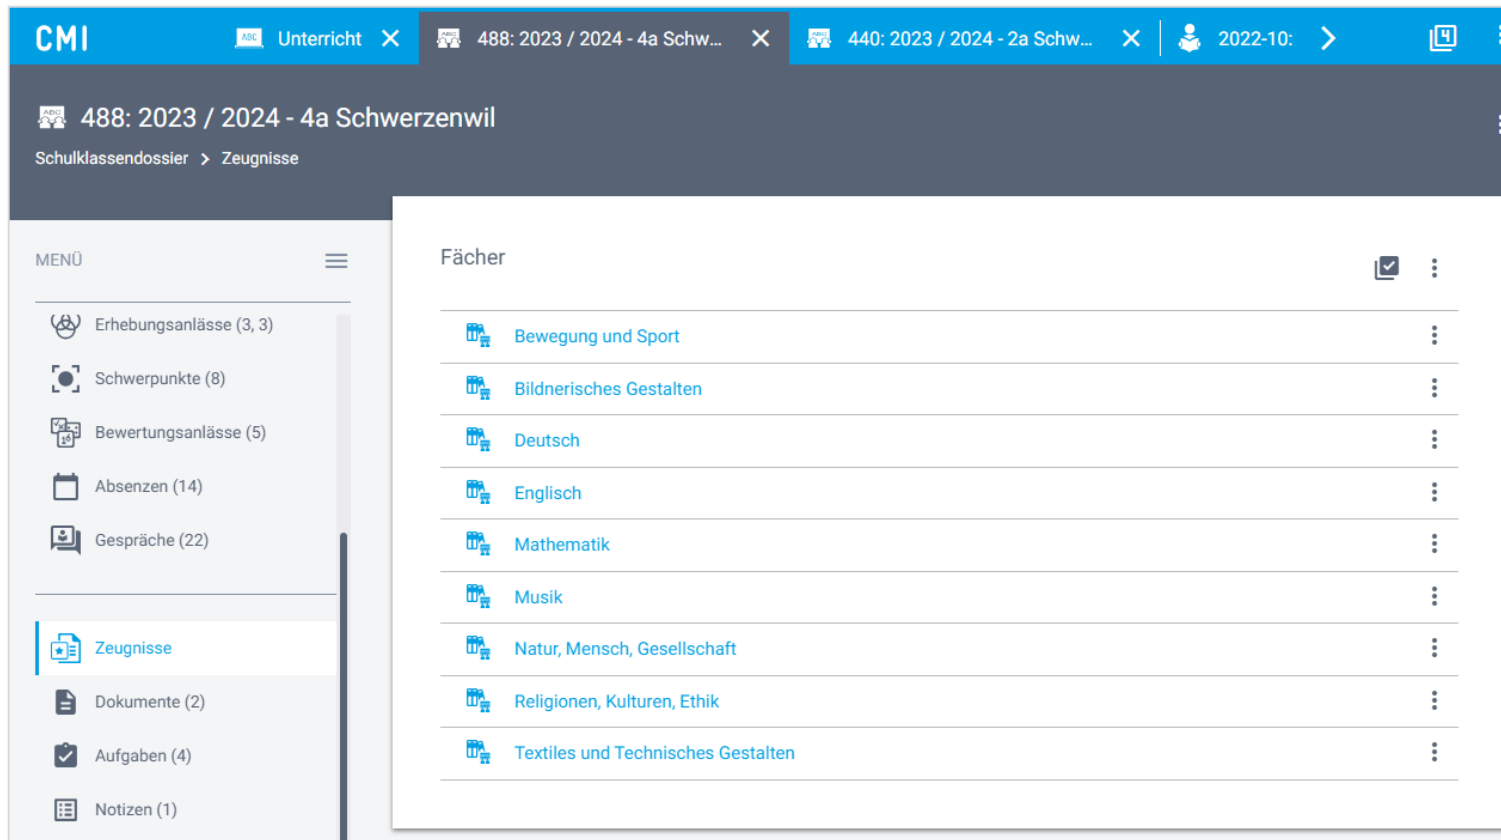 CMI
Unterricht
488: 2023 / 2024 - 4a Schw...
440: 2023 / 2024 - 2a Schw...
2022-10:
4
488: 2023 / 2024 - 4a Schwerzenwil
Schulklassendossier > Zeugnisse
MENÜ
Erhebungsanlässe (3, 3)
Schwerpunkte (8)
Bewertungsanlässe (5)
Absenzen (14)
Gespräche (22)
Zeugnisse
Dokumente (2)
Aufgaben (4)
Notizen (1)
Fächer
Bewegung und Sport
Bildnerisches Gestalten
Deutsch
Englisch
Mathematik
Musik
Natur, Mensch, Gesellschaft
Religionen, Kulturen, Ethik
Textiles und Technisches Gestalten